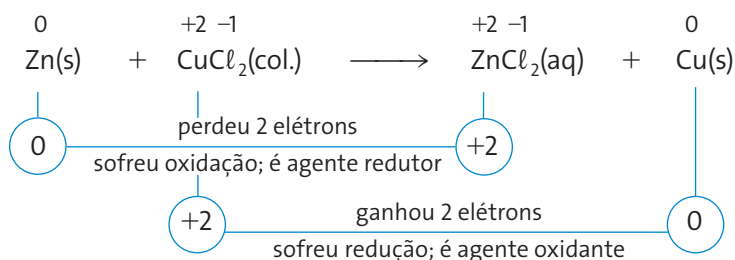 0 +2 −1 +2 −1 0
Zn(s) + CuCℓ₂(col.) ⟶ ZnCℓ₂(aq) + Cu(s)
perdeu 2 elétrons
0 +2
sofreu oxidação; é agente redutor
ganhou 2 elétrons
+2 0
sofreu redução; é agente oxidante